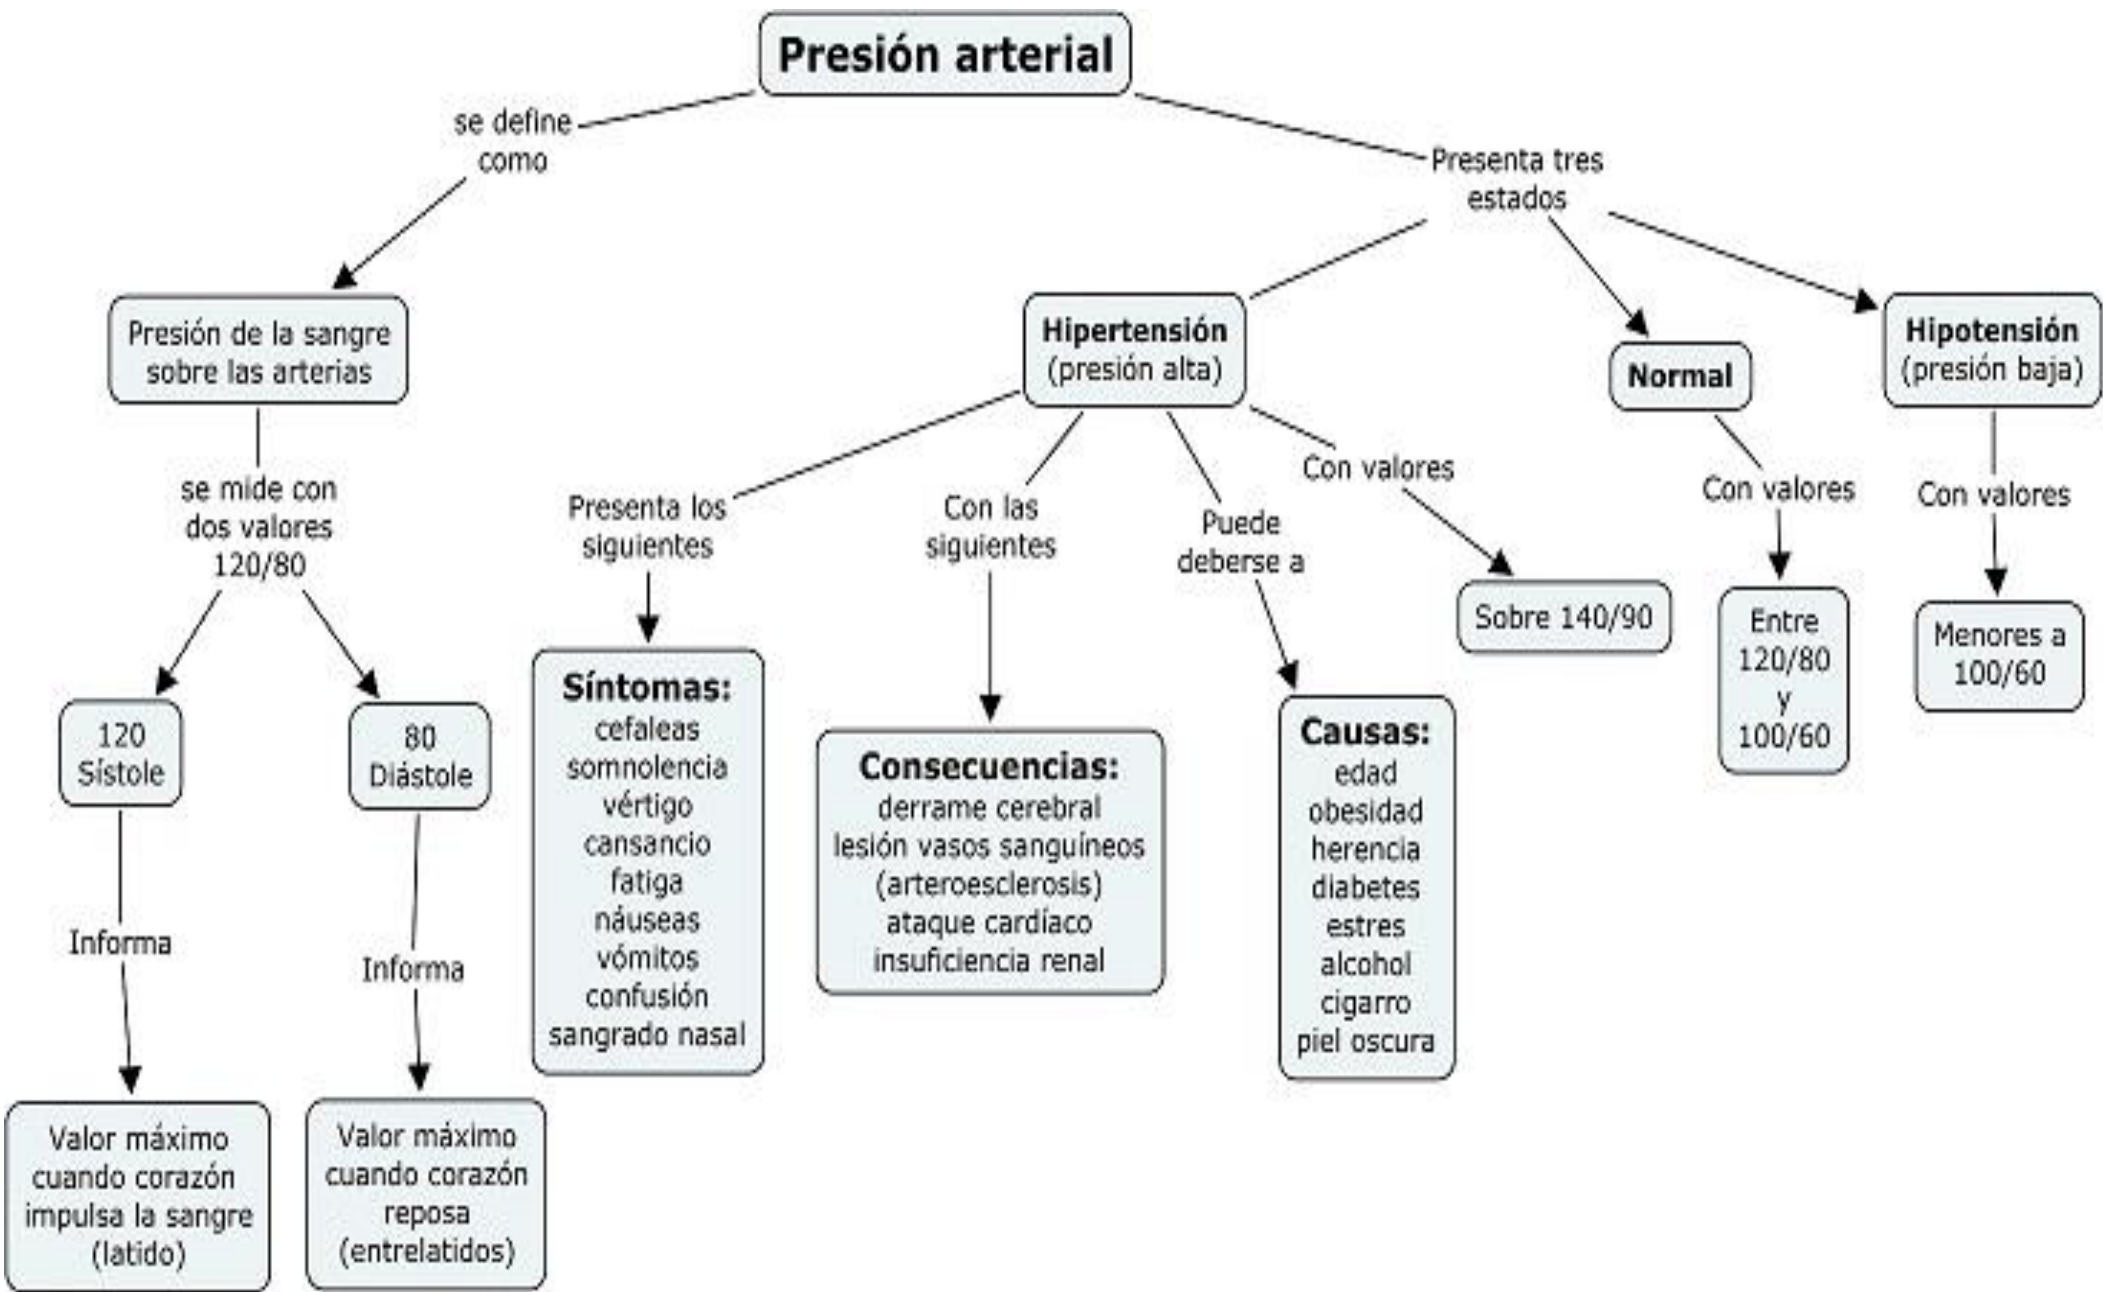 Presión arterial
se define
como
Presenta tres
estados
Presión de la sangre
sobre las arterias
Hipertensión
(presión alta)
Normal
Hipotensión
(presión baja)
se mide con
dos valores
120/80
Presenta los
siguientes
Con las
siguientes
Puede
deberse a
Con valores
Con valores
Con valores
120
Sístole
80
Diástole
Síntomas:
cefaleas
somnolencia
vértigo
cansancio
fatiga
náuseas
vómitos
confusión
sangrado nasal
Consecuencias:
derrame cerebral
lesión vasos sanguíneos
(arteroesclerosis)
ataque cardíaco
insuficiencia renal
Causas:
edad
obesidad
herencia
diabetes
estres
alcohol
cigarro
piel oscura
Sobre 140/90
Entre
120/80
y
100/60
Menores a
100/60
Informa
Informa
Valor máximo
cuando corazón
impulsa la sangre
(latido)
Valor máximo
cuando corazón
reposa
(entrelatidos)